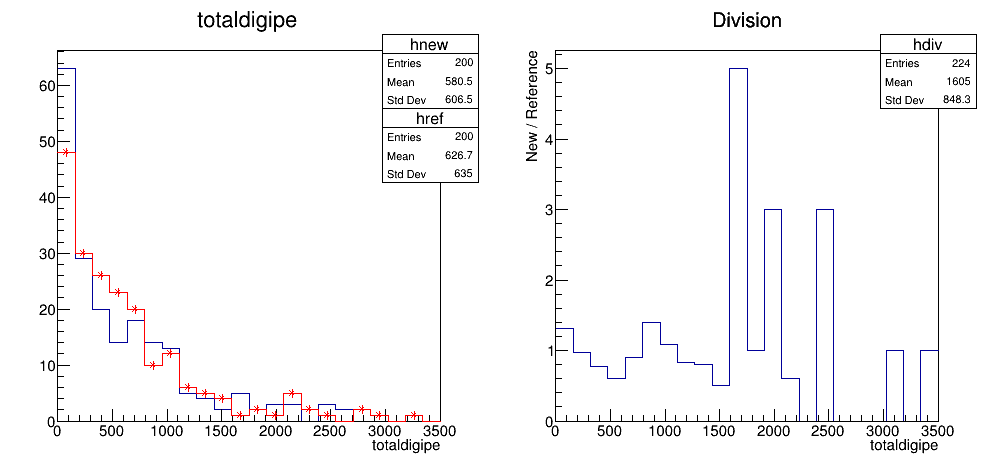 totaldigipe
hnew
Entries 200
Mean 580.5
Std Dev 606.5
href
Entries 200
Mean 626.7
Std Dev 635
60
50
40
30
20
10
0
0 500 1000 1500 2000 2500 3000 3500
totaldigipe
Division
hdiv
Entries 224
Mean 1605
Std Dev 848.3
New / Reference
5
4
3
2
1
0
0 500 1000 1500 2000 2500 3000 3500
totaldigipe